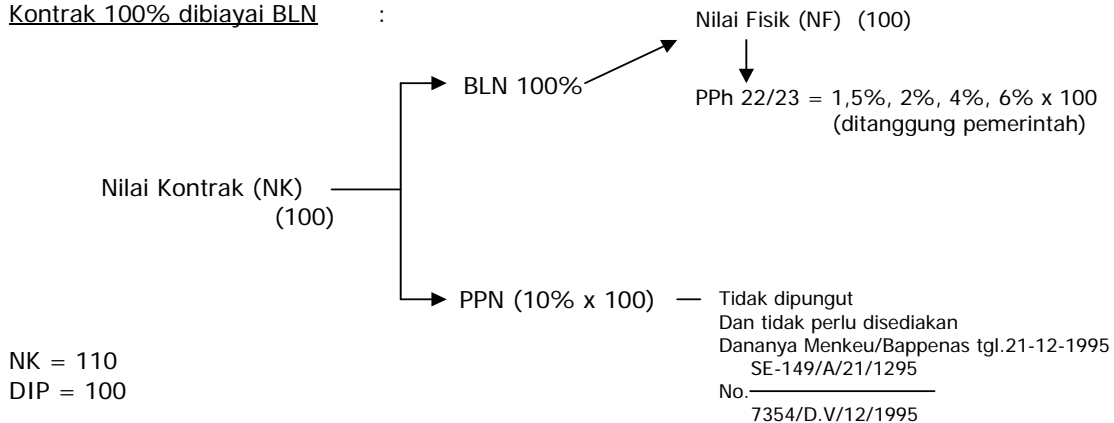 Kontrak 100% dibiayai BLN :
Nilai Fisik (NF) (100)
BLN 100%
PPh 22/23 = 1,5%, 2%, 4%, 6% x 100
(ditanggung pemerintah)
Nilai Kontrak (NK)
(100)
PPN (10% x 100)
Tidak dipungut
Dan tidak perlu disediakan
Dananya Menkeu/Bappenas tgl.21-12-1995
SE-149/A/21/1295
No.
7354/D.V/12/1995
NK = 110
DIP = 100